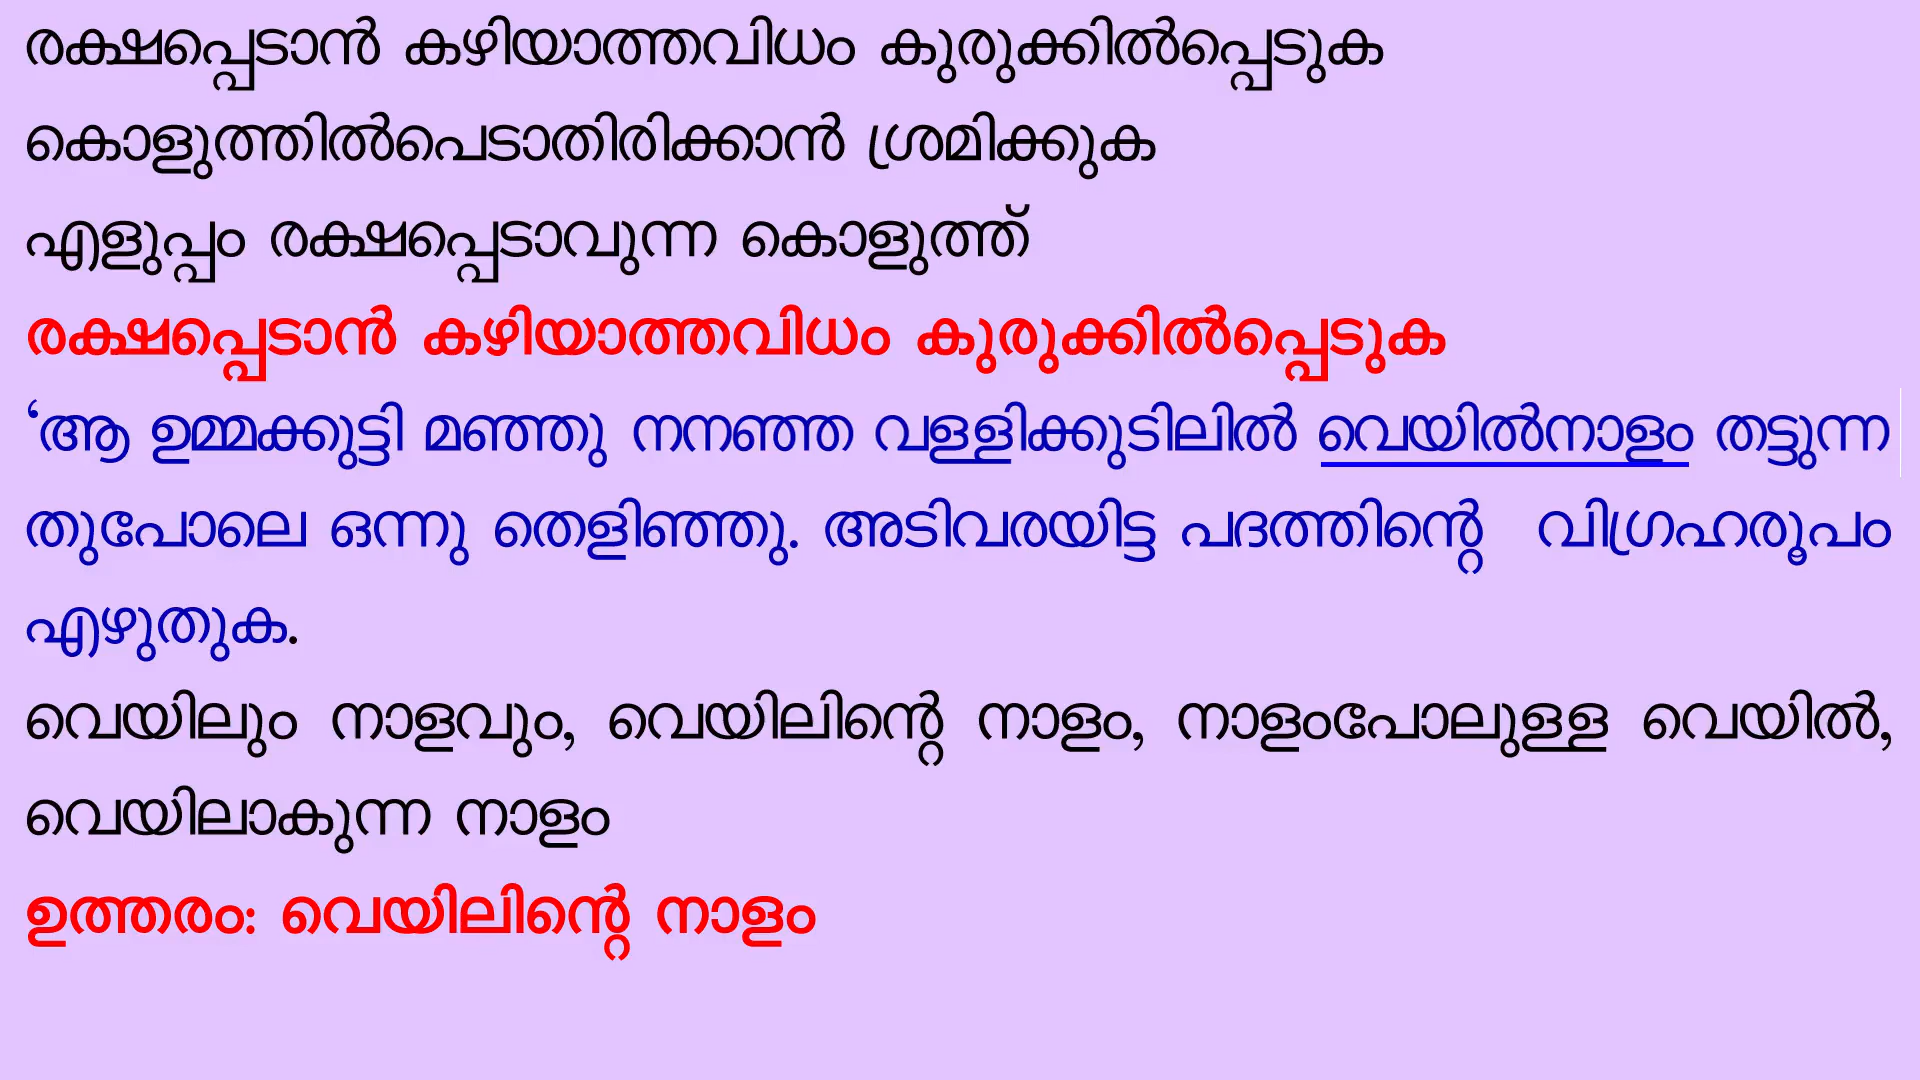 രക്ഷപ്പെടാൻ കഴിയാത്തവിധം കുരുക്കിൽപ്പെടുക
കൊളുത്തിൽപെടാതിരിക്കാൻ ശ്രമിക്കുക
എളുപ്പം രക്ഷപ്പെടാവുന്ന കൊളുത്ത്
രക്ഷപ്പെടാൻ കഴിയാത്തവിധം കുരുക്കിൽപ്പെടുക
‘ആ ഉമ്മക്കുട്ടി മഞ്ഞു നനഞ്ഞ വള്ളിക്കുടിലിൽ വെയിൽനാളം തട്ടുന്ന
തുപോലെ ഒന്നു തെളിഞ്ഞു. അടിവരയിട്ട പദത്തിന്റെ വിഗ്രഹരൂപം
എഴുതുക.
വെയിലും നാളവും, വെയിലിന്റെ നാളം, നാളംപോലുള്ള വെയിൽ,
വെയിലാകുന്ന നാളം
ഉത്തരം: വെയിലിന്റെ നാളം